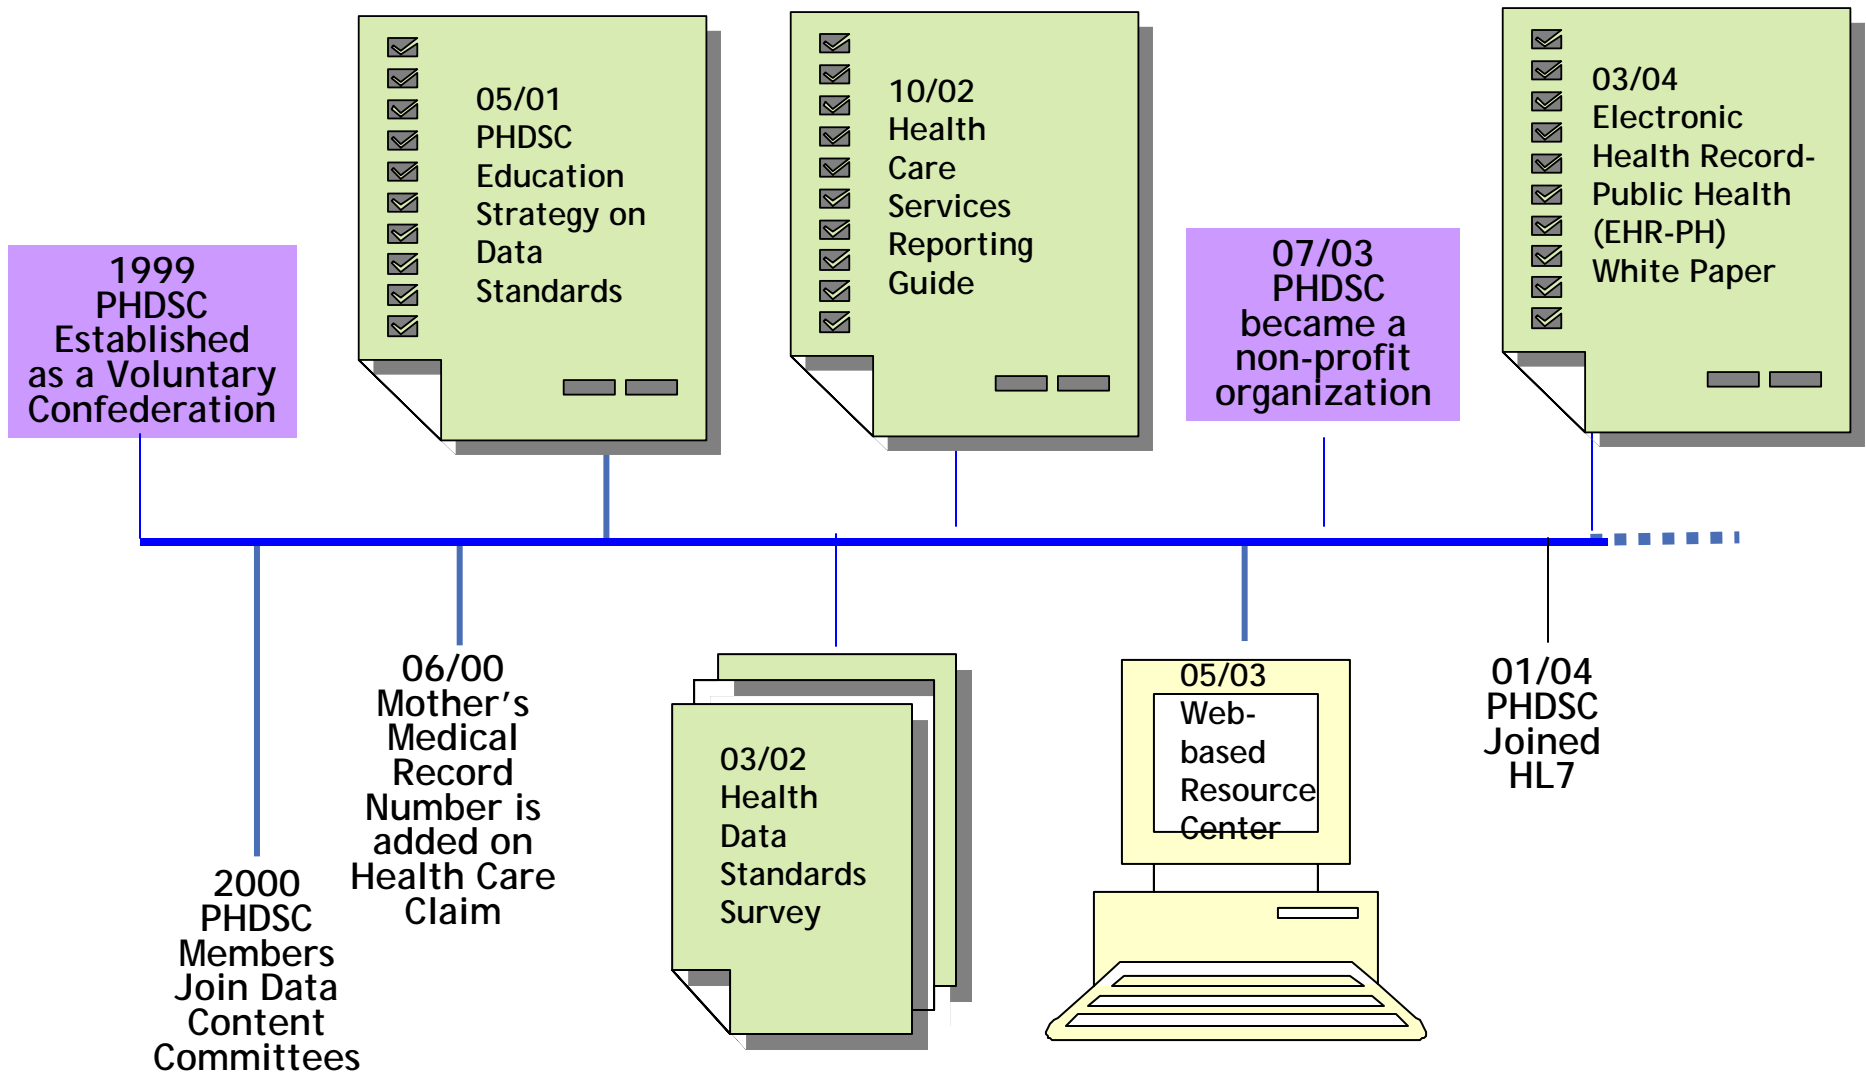 1999
PHDSC
Established
as a Voluntary
Confederation
05/01
PHDSC
Education
Strategy on
Data
Standards
10/02
Health
Care
Services
Reporting
Guide
07/03
PHDSC
became a
non-profit
organization
03/04
Electronic
Health Record-
Public Health
(EHR-PH)
White Paper
2000
PHDSC
Members
Join Data
Content
Committees
06/00
Mother’s
Medical
Record
Number is
added on
Health Care
Claim
03/02
Health
Data
Standards
Survey
05/03
Web-
based
Resource
Center
01/04
PHDSC
Joined
HL7